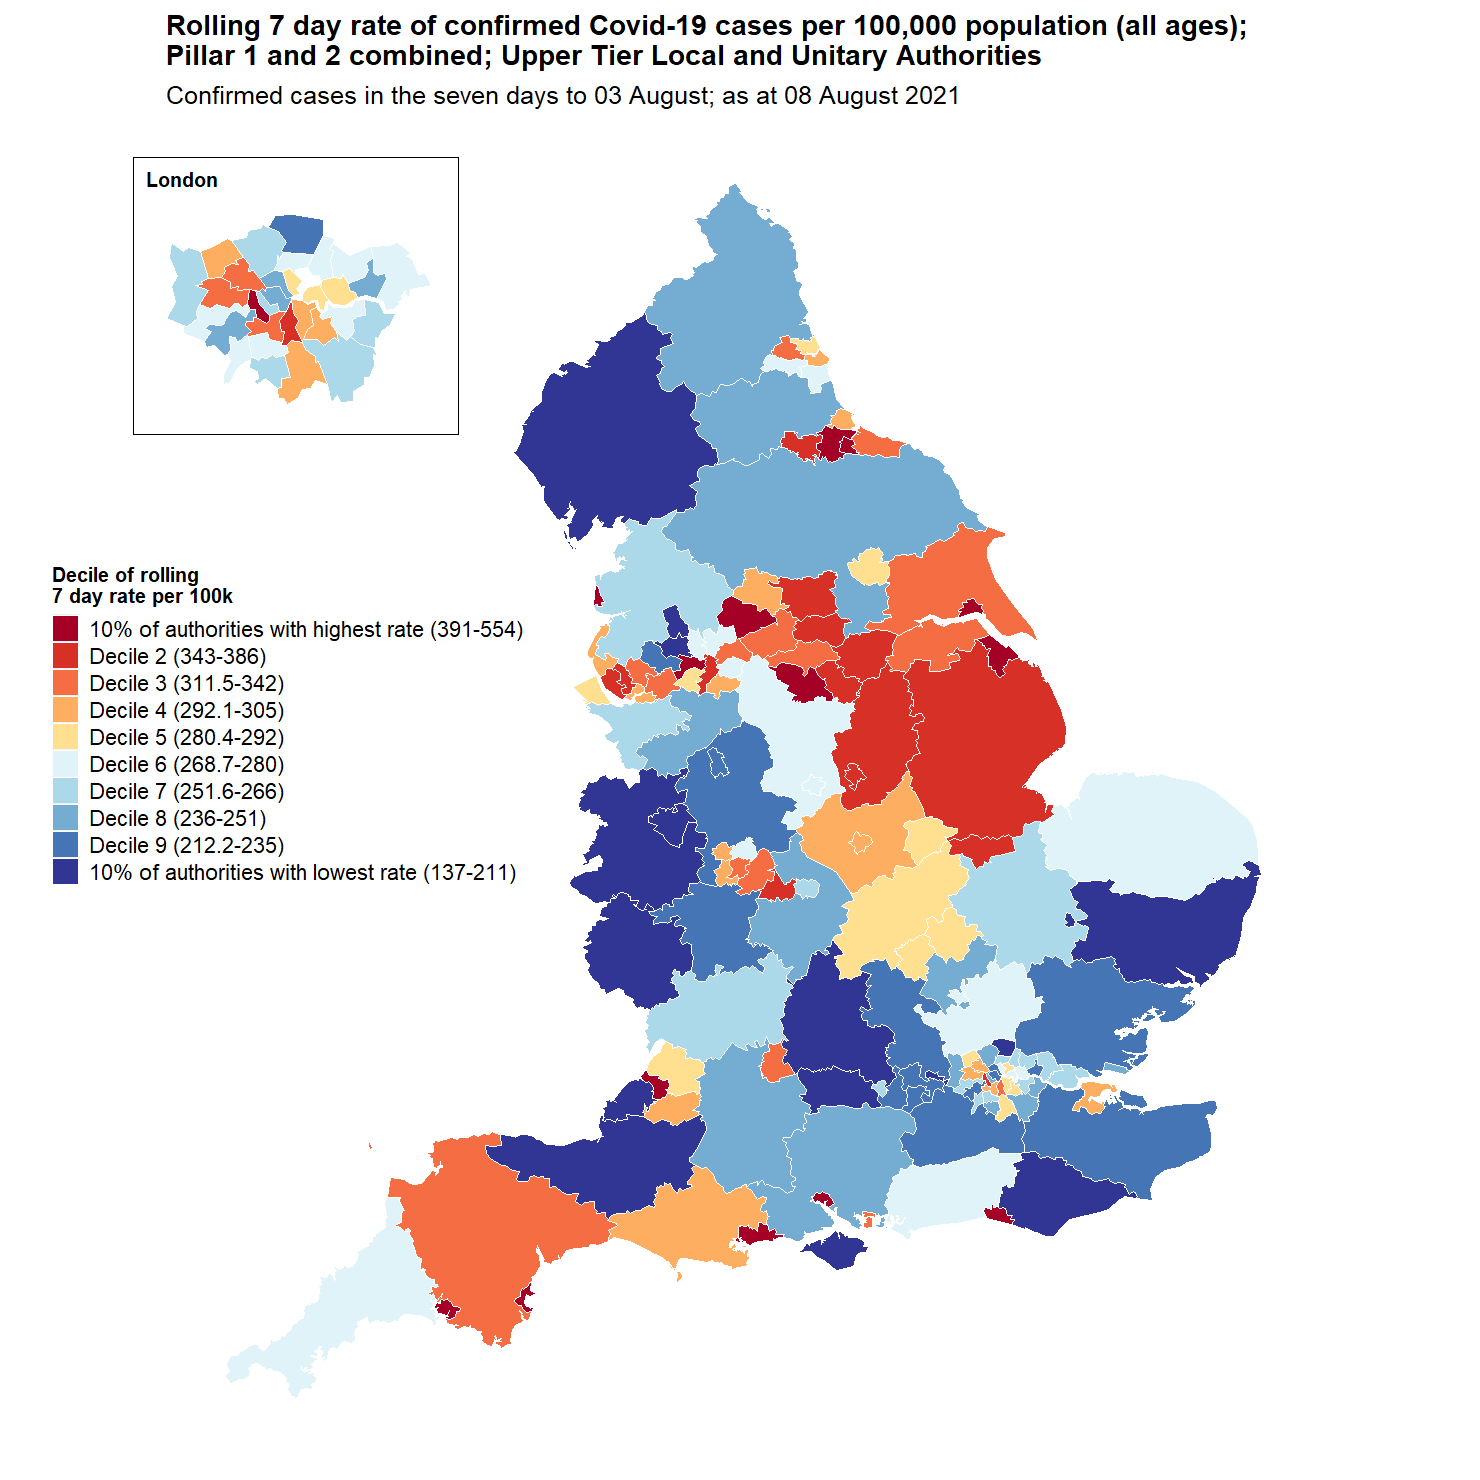 Rolling 7 day rate of confirmed Covid-19 cases per 100,000 population (all ages);
Pillar 1 and 2 combined; Upper Tier Local and Unitary Authorities
Confirmed cases in the seven days to 03 August; as at 08 August 2021
London
Decile of rolling
7 day rate per 100k
10% of authorities with highest rate (391-554)
Decile 2 (343-386)
Decile 3 (311.5-342)
Decile 4 (292.1-305)
Decile 5 (280.4-292)
Decile 6 (268.7-280)
Decile 7 (251.6-266)
Decile 8 (236-251)
Decile 9 (212.2-235)
10% of authorities with lowest rate (137-211)